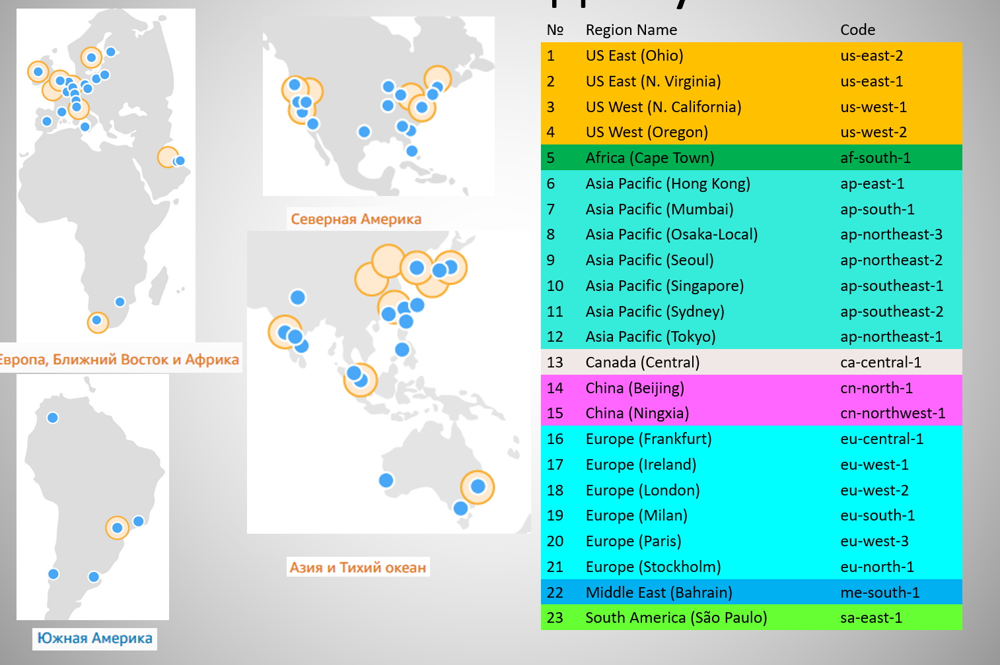 № Region Name Code
1 US East (Ohio) us-east-2
2 US East (N. Virginia) us-east-1
3 US West (N. California) us-west-1
4 US West (Oregon) us-west-2
5 Africa (Cape Town) af-south-1
6 Asia Pacific (Hong Kong) ap-east-1
7 Asia Pacific (Mumbai) ap-south-1
8 Asia Pacific (Osaka-Local) ap-northeast-3
9 Asia Pacific (Seoul) ap-northeast-2
10 Asia Pacific (Singapore) ap-southeast-1
11 Asia Pacific (Sydney) ap-southeast-2
12 Asia Pacific (Tokyo) ap-northeast-1
13 Canada (Central) ca-central-1
14 China (Beijing) cn-north-1
15 China (Ningxia) cn-northwest-1
16 Europe (Frankfurt) eu-central-1
17 Europe (Ireland) eu-west-1
18 Europe (London) eu-west-2
19 Europe (Milan) eu-south-1
20 Europe (Paris) eu-west-3
21 Europe (Stockholm) eu-north-1
22 Middle East (Bahrain) me-south-1
23 South America (São Paulo) sa-east-1
Северная Америка
Европа, Ближний Восток и Африка
Азия и Тихий океан
Южная Америка